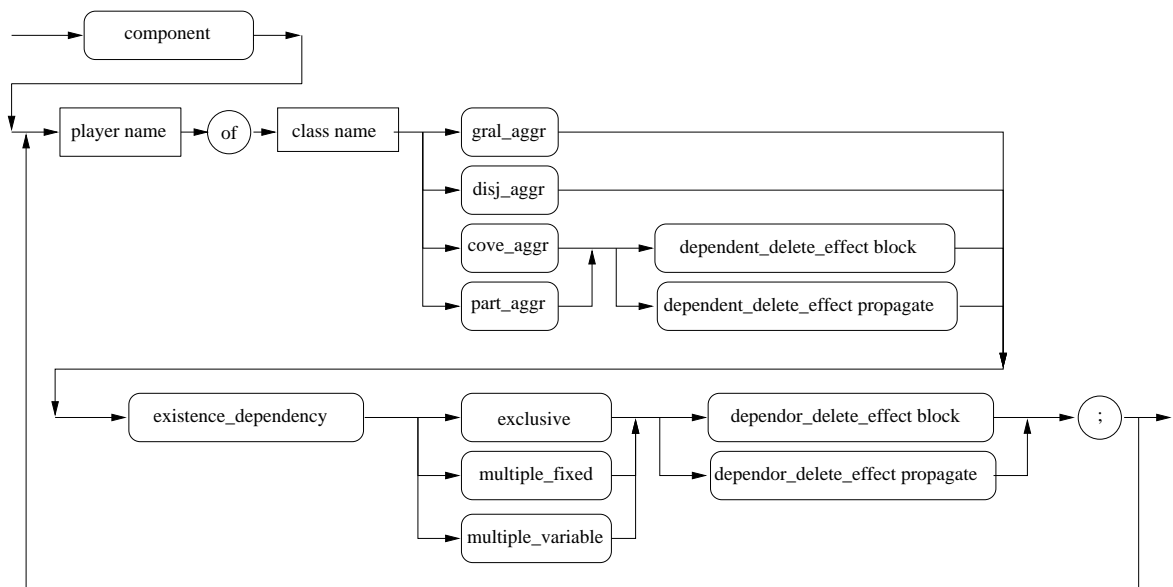 component
player name
of
class name
gral_aggr
disj_aggr
cove_aggr
dependent_delete_effect block
part_aggr
dependent_delete_effect propagate
existence_dependency
exclusive
dependor_delete_effect block
;
multiple_fixed
dependor_delete_effect propagate
multiple_variable